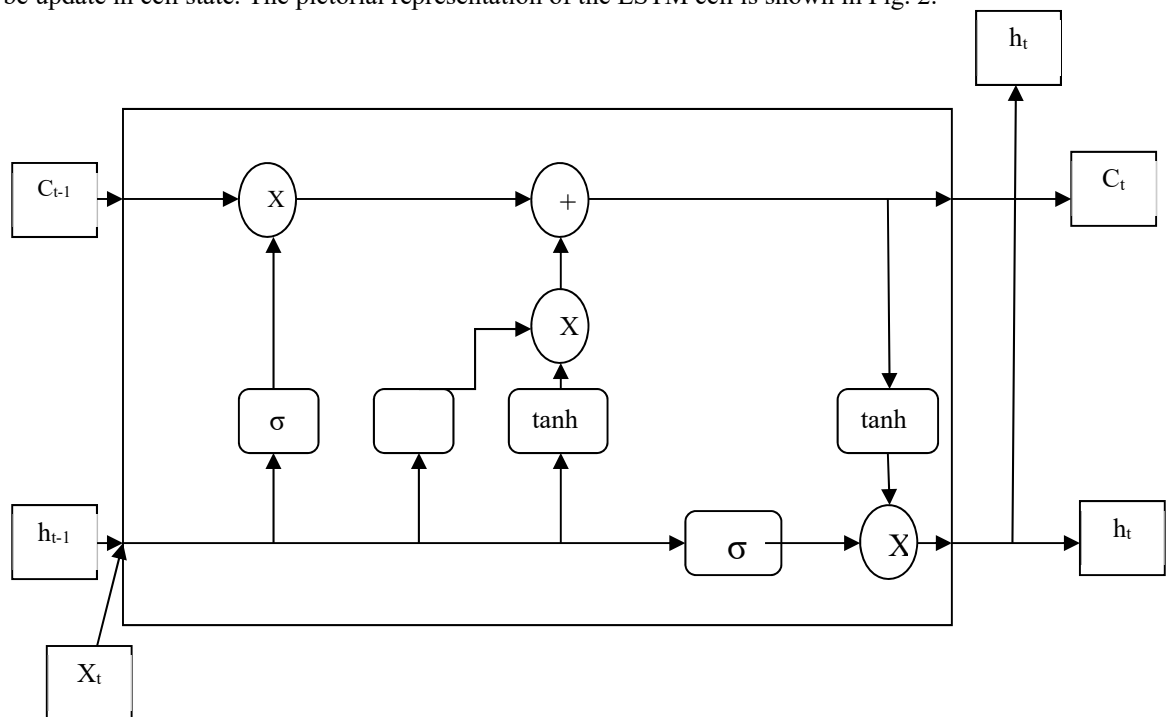 be update in cell state. The pictorial representation of the LSTM cell is shown in Fig. 2.
ht
Ct-1
X
+
Ct
X
σ
tanh
tanh
ht-1
σ
X
ht
Xt